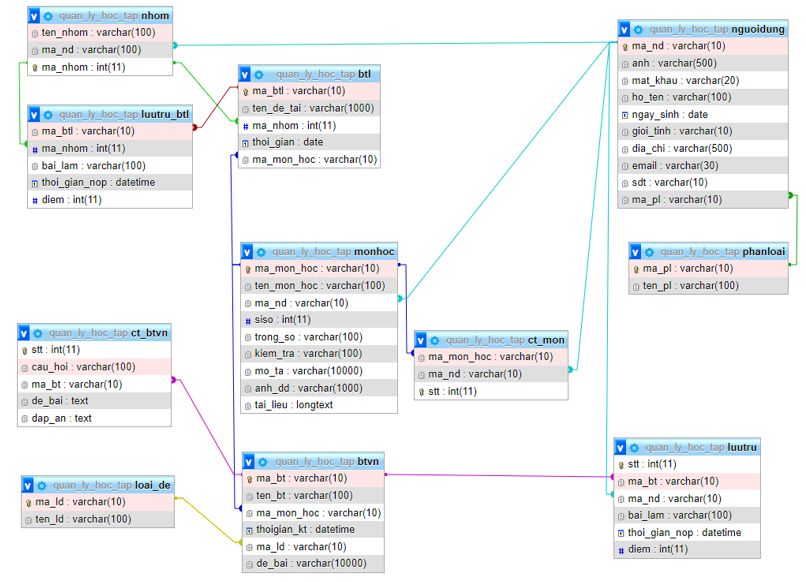 quan_ly_hoc_tap nhom
ten_nhom : varchar(100)
ma_nd : varchar(100)
ma_nhom : int(11)
quan_ly_hoc_tap nguoidung
ma_nd : varchar(10)
anh : varchar(500)
mat_khau : varchar(20)
ho_ten : varchar(100)
ngay_sinh : date
gioi_tinh : varchar(10)
dia_chi : varchar(500)
email : varchar(30)
sdt : varchar(10)
ma_pl : varchar(10)
quan_ly_hoc_tap btl
ma_btl : varchar(10)
ten_de_tai : varchar(1000)
ma_nhom : int(11)
thoi_gian : date
ma_mon_hoc : varchar(10)
quan_ly_hoc_tap luutru_btl
ma_btl : varchar(10)
ma_nhom : int(11)
bai_lam : varchar(100)
thoi_gian_nop : datetime
diem : int(11)
quan_ly_hoc_tap monhoc
ma_mon_hoc : varchar(10)
ten_mon_hoc : varchar(100)
ma_nd : varchar(10)
siso : int(11)
trong_so : varchar(100)
kiem_tra : varchar(100)
mo_ta : varchar(10000)
anh_dd : varchar(1000)
tai_lieu : longtext
quan_ly_hoc_tap phanloai
ma_pl : varchar(10)
ten_pl : varchar(100)
quan_ly_hoc_tap ct_btvn
stt : int(11)
cau_hoi : varchar(100)
ma_bt : varchar(10)
de_bai : text
dap_an : text
quan_ly_hoc_tap ct_mon
ma_mon_hoc : varchar(10)
ma_nd : varchar(10)
stt : int(11)
quan_ly_hoc_tap loai_de
ma_ld : varchar(10)
ten_ld : varchar(100)
quan_ly_hoc_tap btvn
ma_bt : varchar(10)
ten_bt : varchar(100)
ma_mon_hoc : varchar(10)
thoigian_kt : datetime
ma_ld : varchar(10)
de_bai : varchar(10000)
quan_ly_hoc_tap luutru
stt : int(11)
ma_bt : varchar(10)
ma_nd : varchar(10)
bai_lam : varchar(100)
thoi_gian_nop : datetime
diem : int(11)